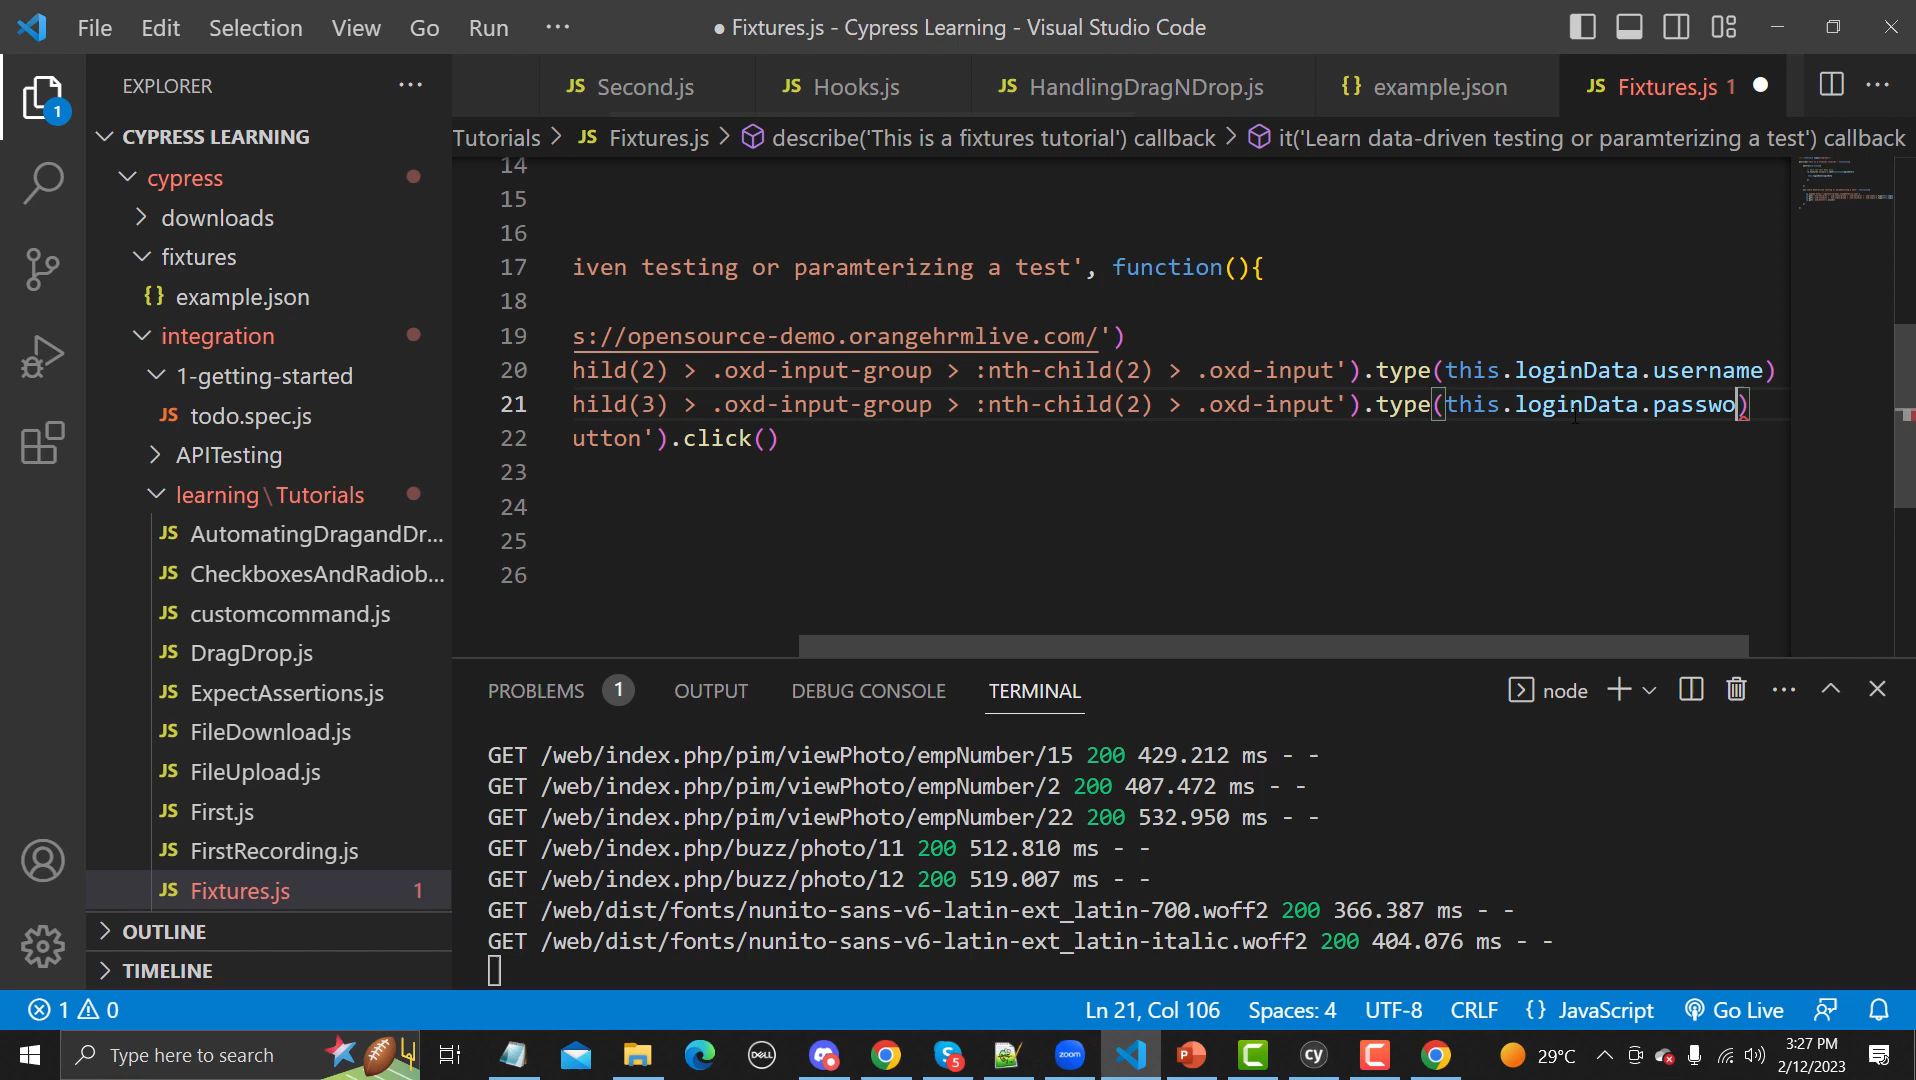 File Edit Selection View Go Run ··· ● Fixtures.js - Cypress Learning - Visual Studio Code
EXPLORER ···
JS Second.js JS Hooks.js JS HandlingDragNDrop.js {} example.json JS Fixtures.js 1 ● ···
Tutorials > JS Fixtures.js > describe('This is a fixtures tutorial') callback > it('Learn data-driven testing or paramterizing a test') callback
1
CYPRESS LEARNING
cypress
downloads
fixtures
{} example.json
integration
1-getting-started
JS todo.spec.js
APITesting
learning\Tutorials
JS AutomatingDragandDr...
JS CheckboxesAndRadiob...
JS customcommand.js
JS DragDrop.js
JS ExpectAssertions.js
JS FileDownload.js
JS FileUpload.js
JS First.js
JS FirstRecording.js
JS Fixtures.js 1
OUTLINE
TIMELINE
14
15
16
17 iven testing or paramterizing a test', function(){
18
19 s://opensource-demo.orangehrmlive.com/')
20 hild(2) > .oxd-input-group > :nth-child(2) > .oxd-input').type(this.loginData.username)
21 hild(3) > .oxd-input-group > :nth-child(2) > .oxd-input').type(this.loginData.passwo)
22 utton').click()
23
24
25
26
PROBLEMS 1 OUTPUT DEBUG CONSOLE TERMINAL node ···
GET /web/index.php/pim/viewPhoto/empNumber/15 200 429.212 ms - -
GET /web/index.php/pim/viewPhoto/empNumber/2 200 407.472 ms - -
GET /web/index.php/pim/viewPhoto/empNumber/22 200 532.950 ms - -
GET /web/index.php/buzz/photo/11 200 512.810 ms - -
GET /web/index.php/buzz/photo/12 200 519.007 ms - -
GET /web/dist/fonts/nunito-sans-v6-latin-ext_latin-700.woff2 200 366.387 ms - -
GET /web/dist/fonts/nunito-sans-v6-latin-ext_latin-italic.woff2 200 404.076 ms - -
1 0 Ln 21, Col 106 Spaces: 4 UTF-8 CRLF {} JavaScript Go Live
Type here to search DELL S 5 zoom P C cy C 29°C 3:27 PM
2/12/2023